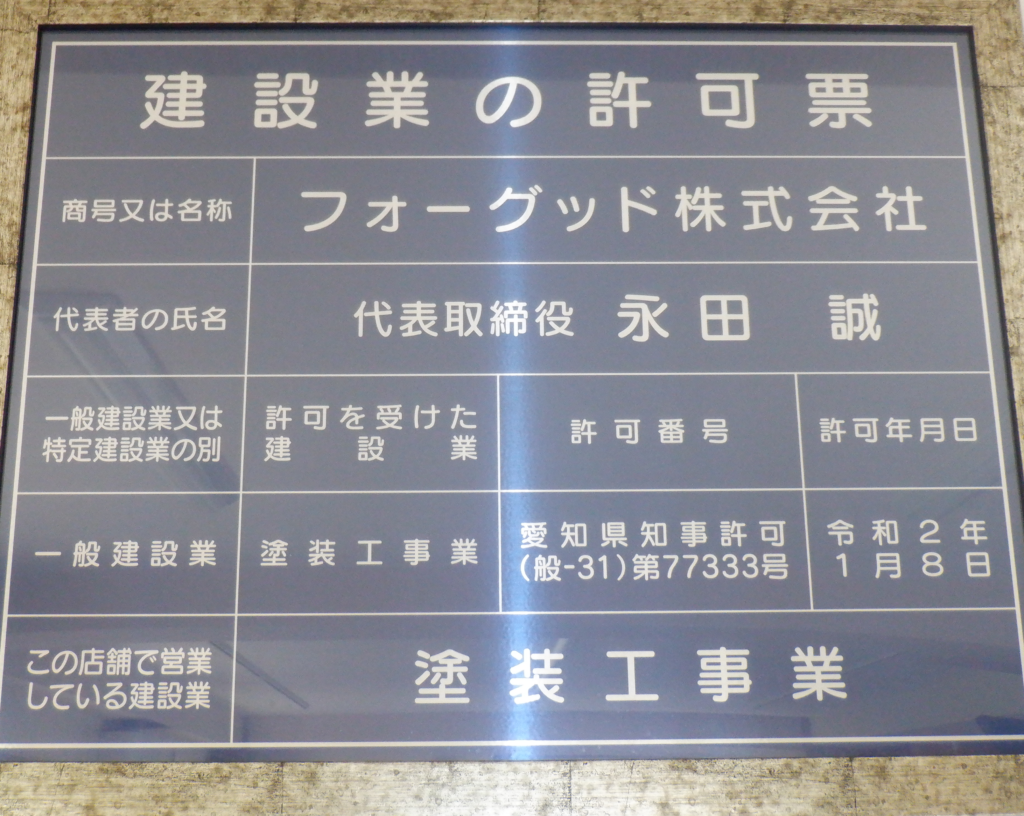 建設業の許可票
商号又は名称
フォーグッド株式会社
代表者の氏名
代表取締役 永田 誠
一般建設業又は
特定建設業の別
許可を受けた
建設業
許可番号
許可年月日
一般建設業
塗装工事業
愛知県知事許可
(般-31)第77333号
令和2年
1月8日
この店舗で営業
している建設業
塗装工事業